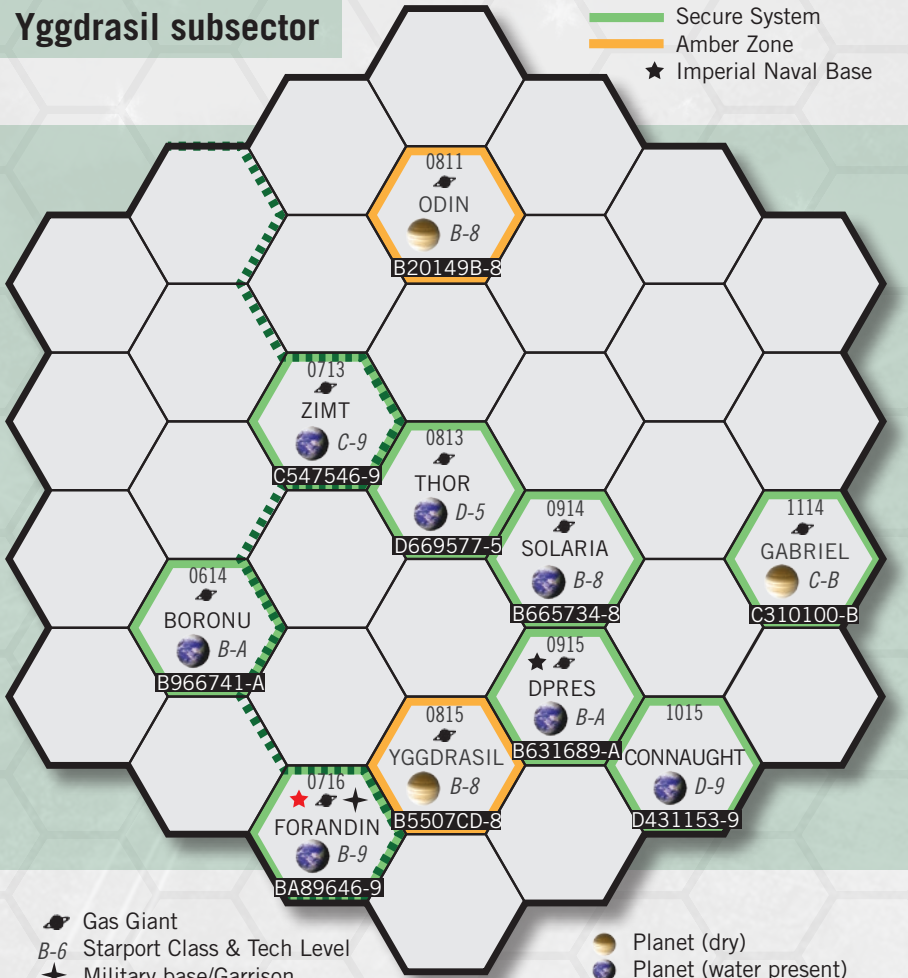 Yggdrasil subsector
Secure System
Amber Zone
Imperial Naval Base
0811
ODIN
B-8
B20149B-8
0713
ZIMT
C-9
C547546-9
0813
THOR
D-5
D669577-5
0914
SOLARIA
B-8
B665734-8
1114
GABRIEL
C-B
C310100-B
0614
BORONU
B-A
B966741-A
0915
DPRES
B-A
B631689-A
0815
YGGDRASIL
B-8
B5507CD-8
1015
CONNAUGHT
D-9
D431153-9
0716
FORANDIN
B-9
BA89646-9
Gas Giant
B-6 Starport Class & Tech Level
Military base/Garrison
Planet (dry)
Planet (water present)